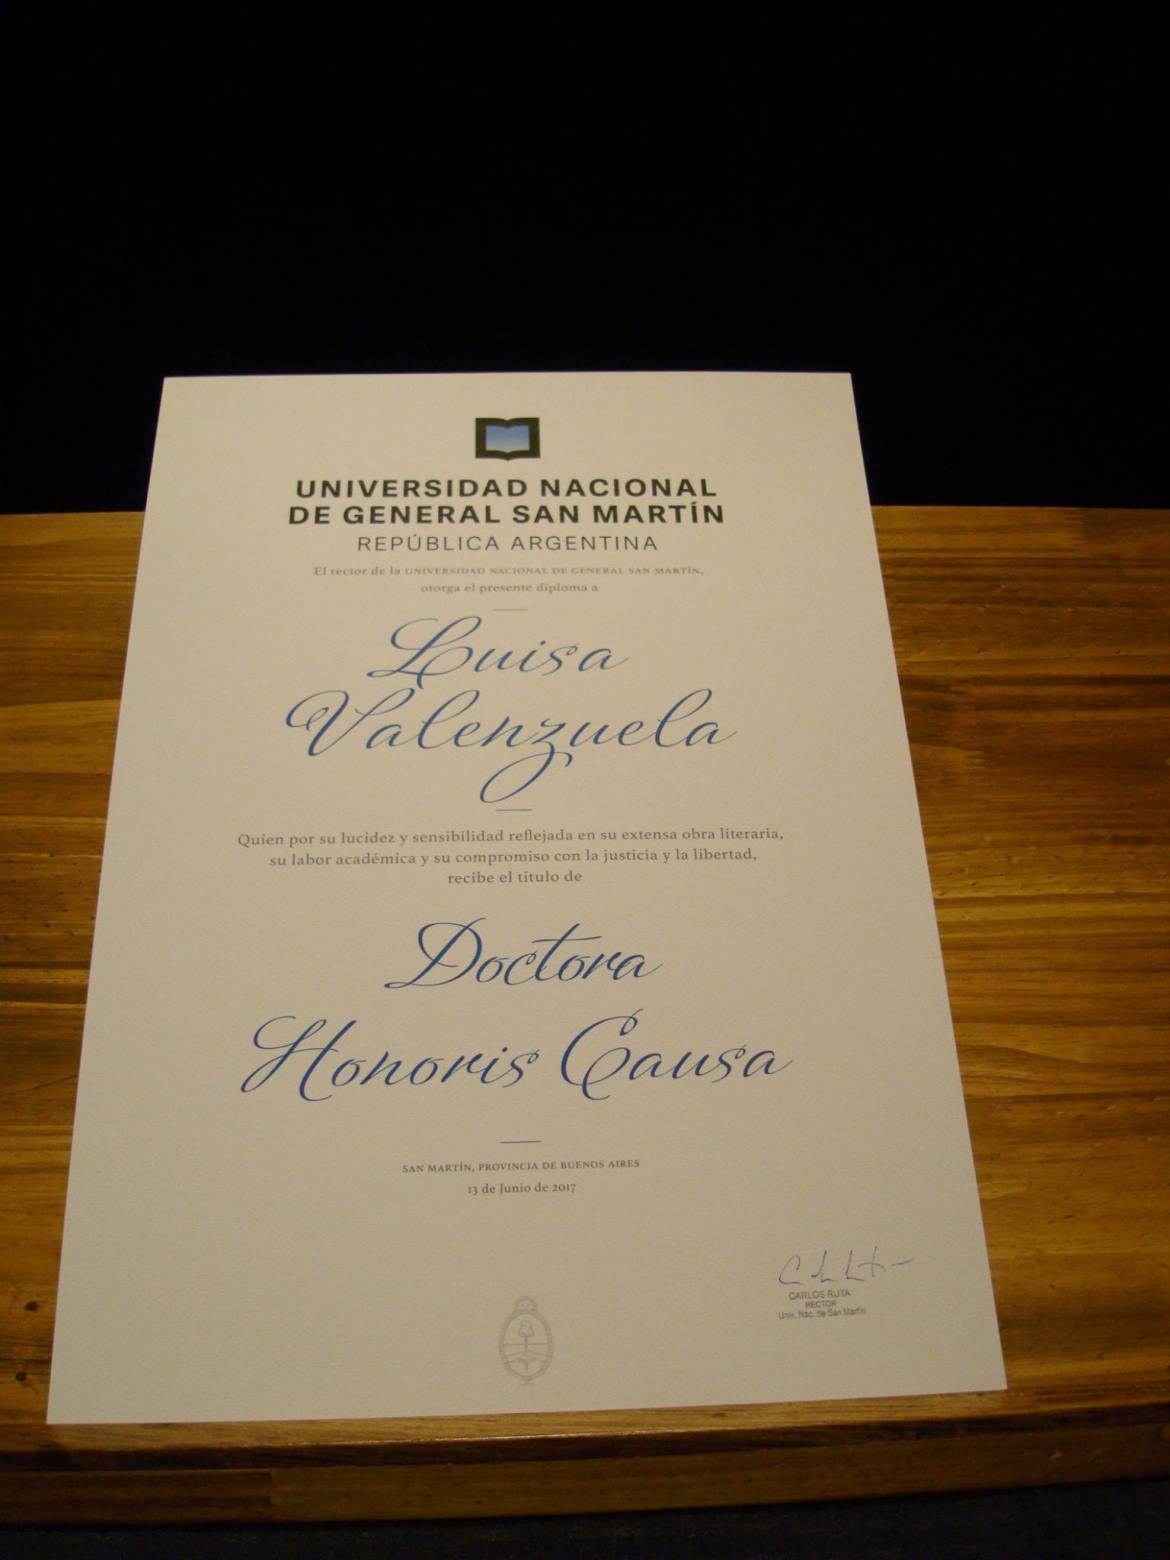 UNIVERSIDAD NACIONAL
DE GENERAL SAN MARTÍN
REPÚBLICA ARGENTINA
El rector de la UNIVERSIDAD NACIONAL DE GENERAL SAN MARTÍN,
otorga el presente diploma a
Luisa
Valenzuela
Quien por su lucidez y sensibilidad reflejada en su extensa obra literaria,
su labor académica y su compromiso con la justicia y la libertad,
recibe el título de
Doctora
Honoris Causa
SAN MARTÍN, PROVINCIA DE BUENOS AIRES
13 de Junio de 2017
CARLOS RUTA
RECTOR
Univ. Nac. de San Martín